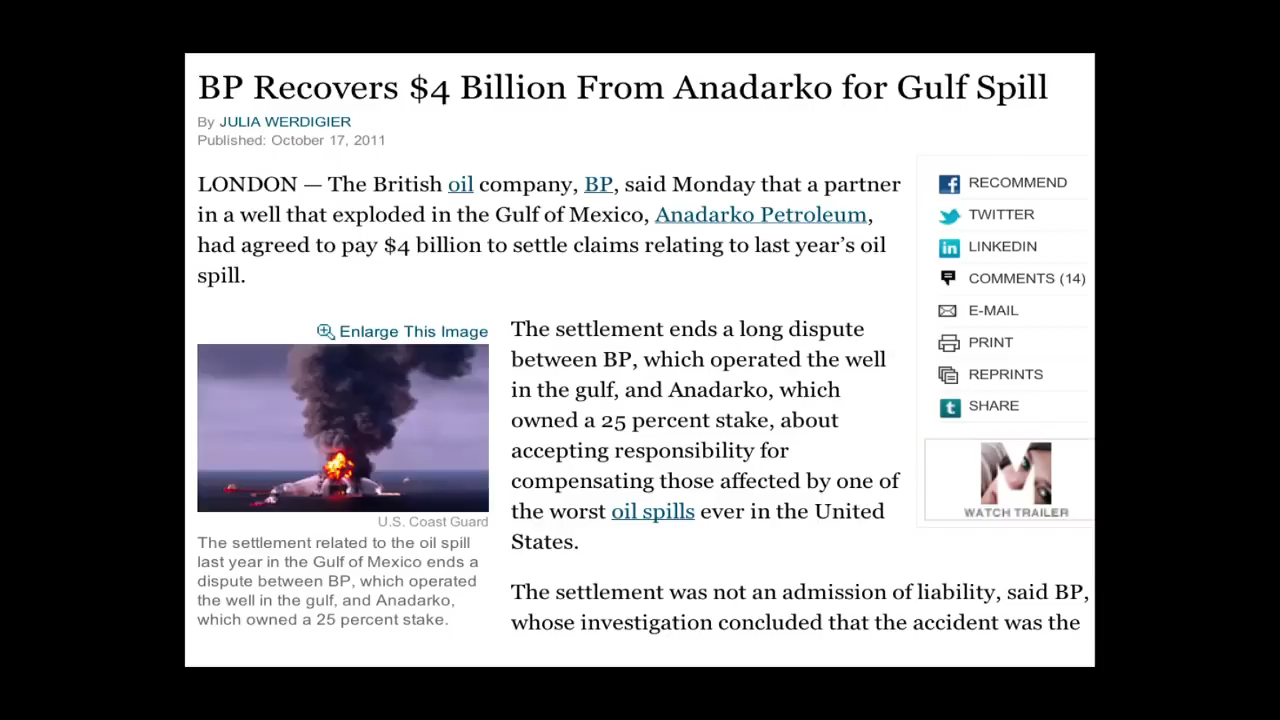 BP Recovers $4 Billion From Anadarko for Gulf Spill
By JULIA WERDIGIER
Published: October 17, 2011
LONDON — The British oil company, BP, said Monday that a partner
in a well that exploded in the Gulf of Mexico, Anadarko Petroleum,
had agreed to pay $4 billion to settle claims relating to last year’s oil
spill.
Enlarge This Image
U.S. Coast Guard
The settlement related to the oil spill
last year in the Gulf of Mexico ends a
dispute between BP, which operated
the well in the gulf, and Anadarko,
which owned a 25 percent stake.
The settlement ends a long dispute
between BP, which operated the well
in the gulf, and Anadarko, which
owned a 25 percent stake, about
accepting responsibility for
compensating those affected by one of
the worst oil spills ever in the United
States.
The settlement was not an admission of liability, said BP,
whose investigation concluded that the accident was the
RECOMMEND
TWITTER
LINKEDIN
COMMENTS (14)
E-MAIL
PRINT
REPRINTS
SHARE
WATCH TRAILER